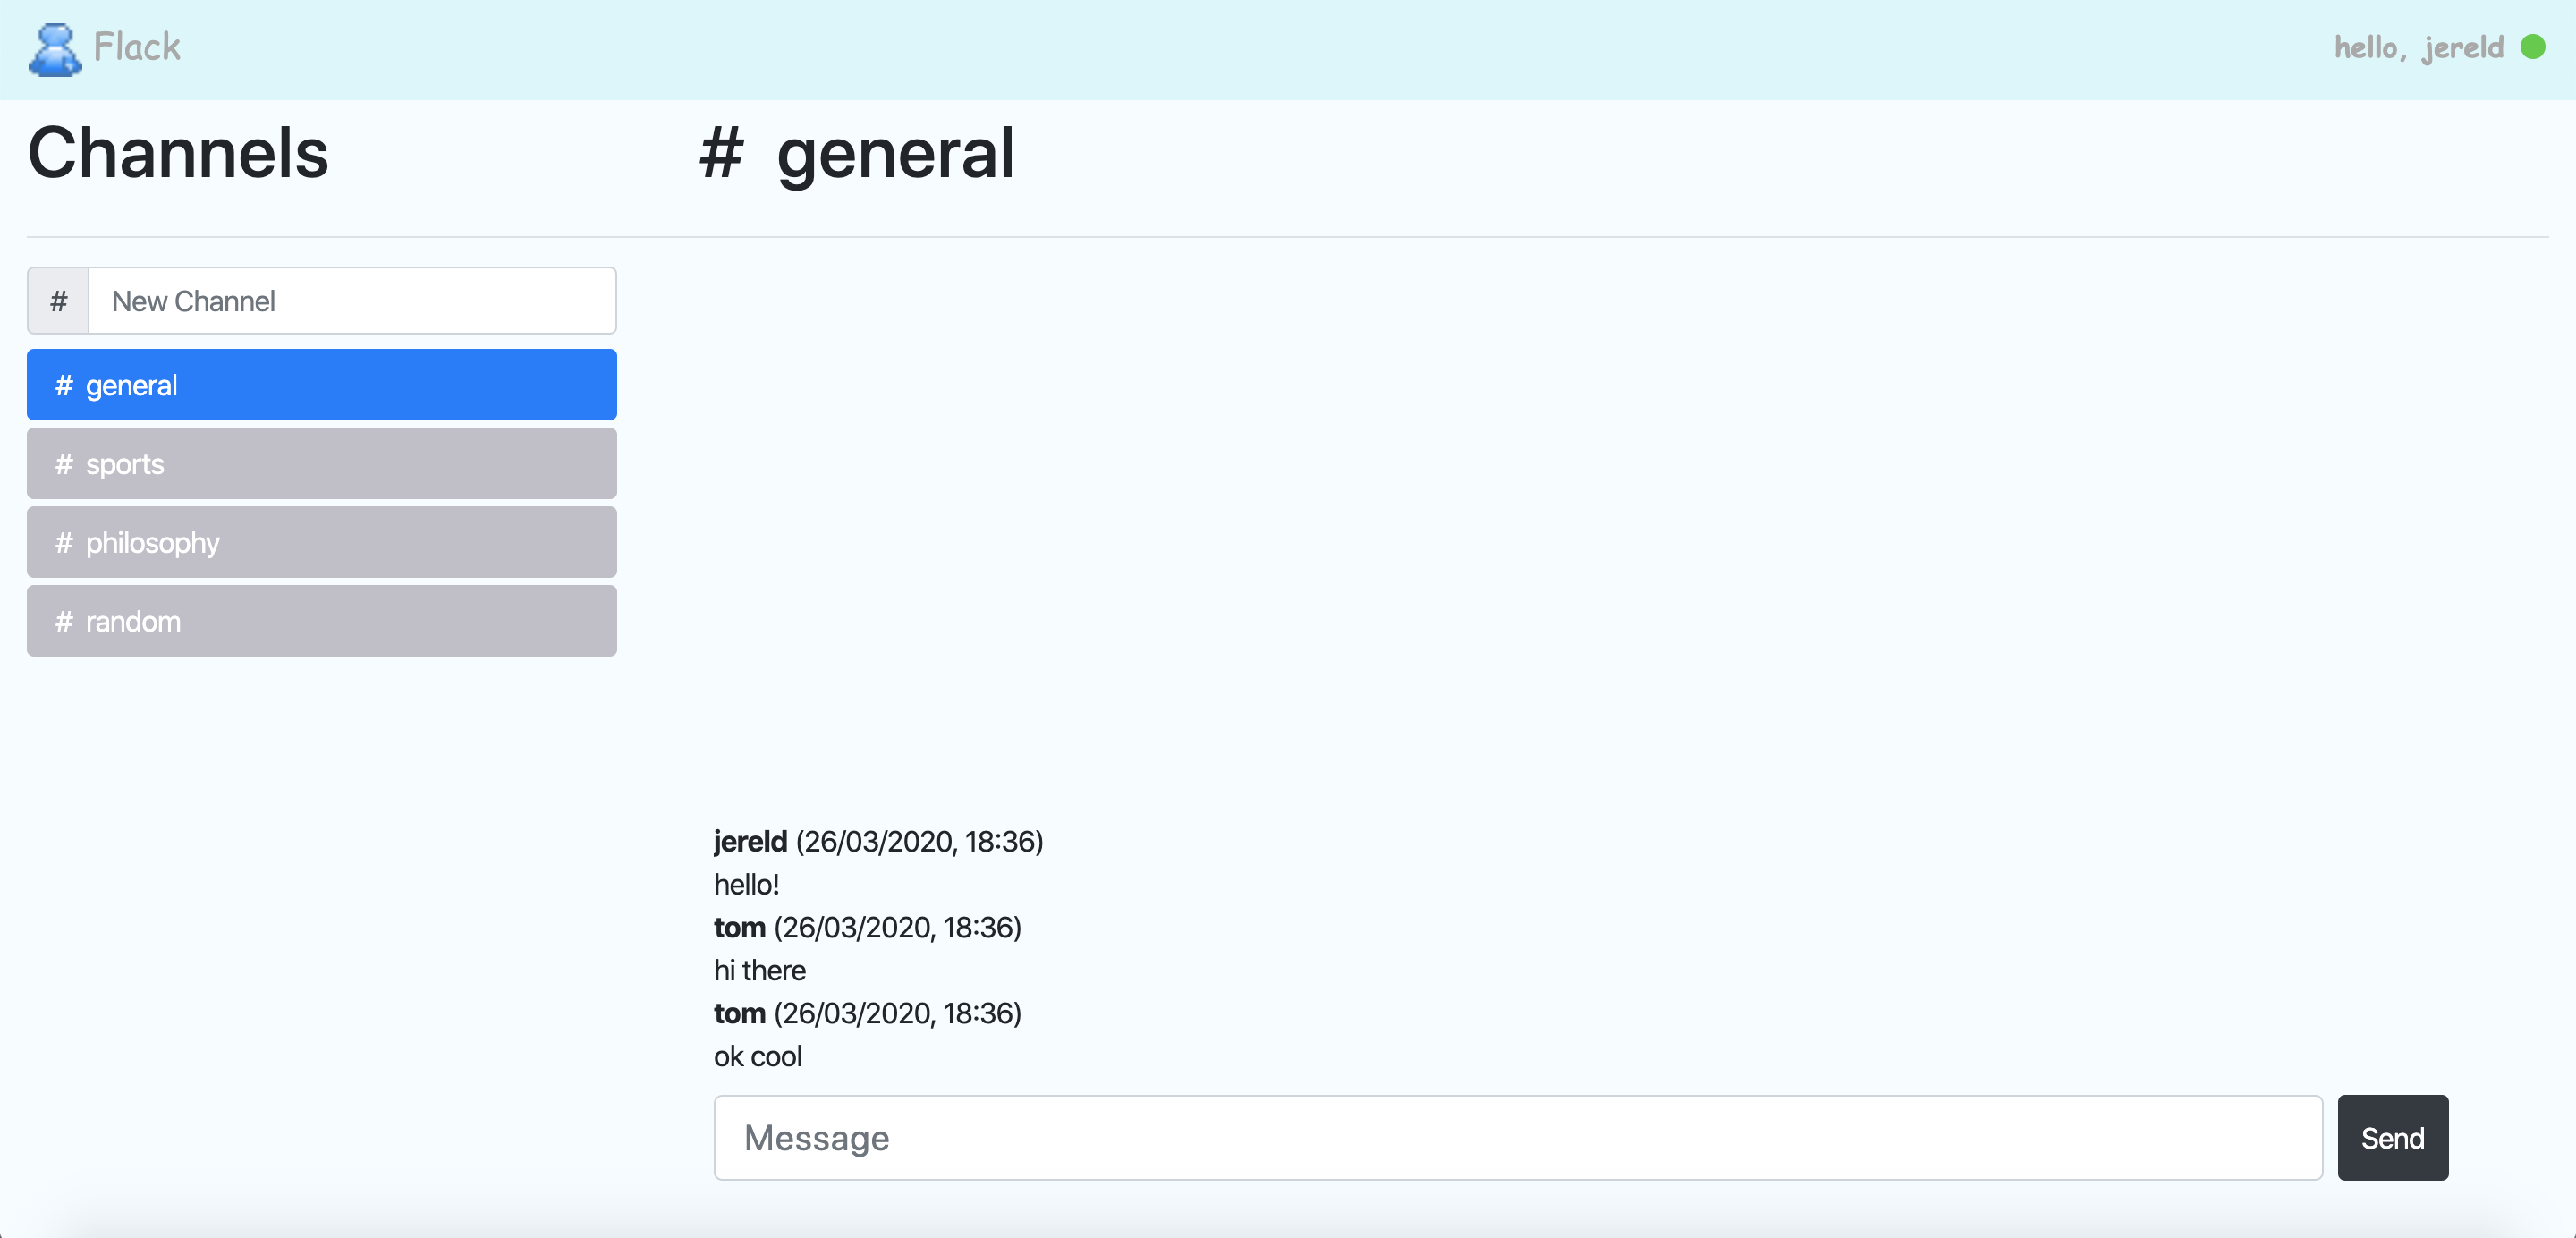 Flack
hello, jereld
Channels
# general
# New Channel
# general
# sports
# philosophy
# random
jereld (26/03/2020, 18:36)
hello!
tom (26/03/2020, 18:36)
hi there
tom (26/03/2020, 18:36)
ok cool
Message
Send